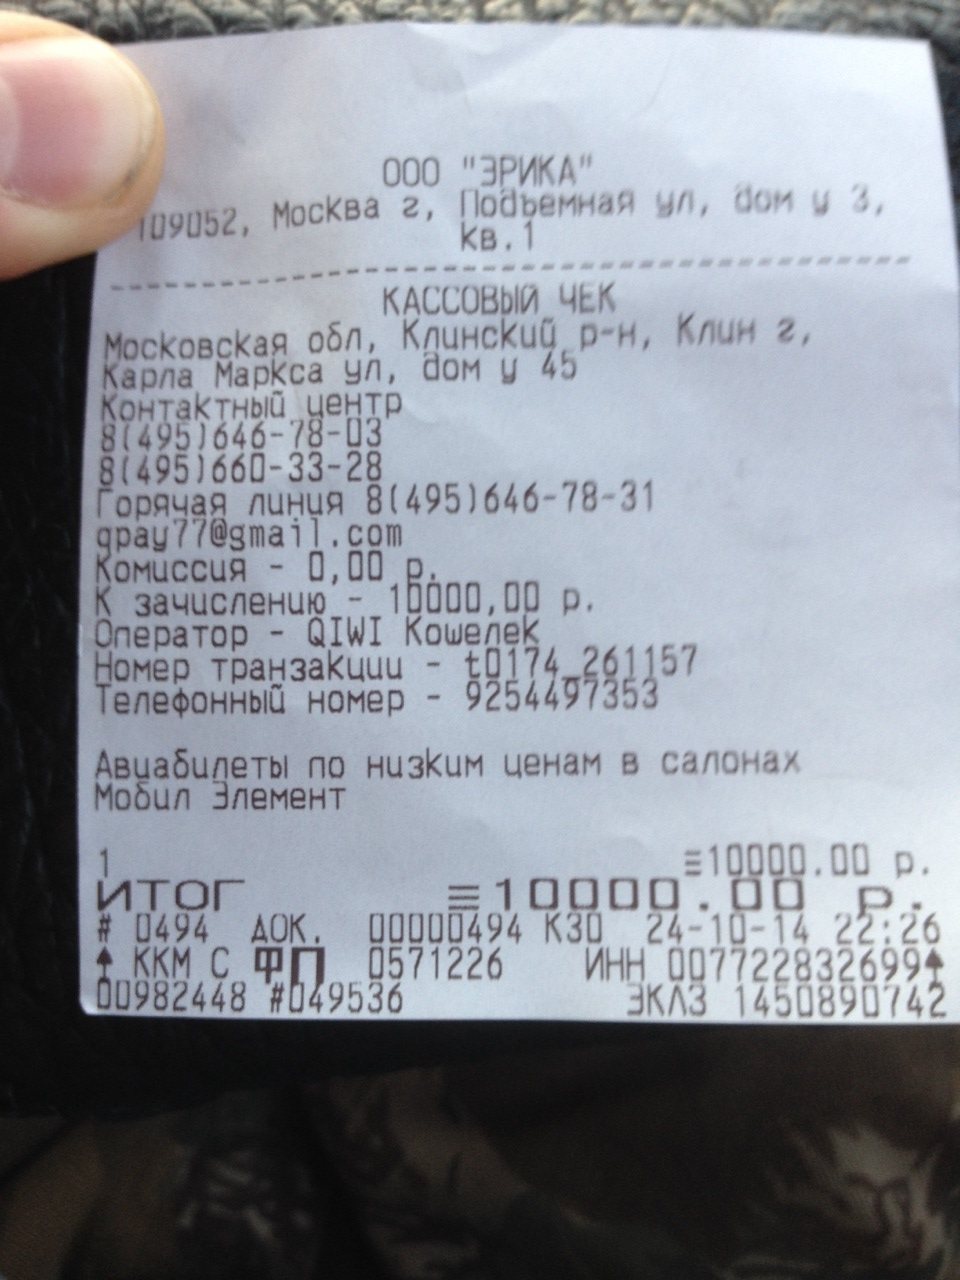 ООО "ЭРИКА"
109052, Москва г, Подъемная ул, дом у 3,
кв.1
КАССОВЫЙ ЧЕК
Московская обл, Клинский р-н, Клин г,
Карла Маркса ул, дом у 45
Контактный центр
8(495)646-78-03
8(495)660-33-28
Горячая линия 8(495)646-78-31
qpay77@gmail.com
Комиссия - 0,00 р.
К зачислению - 10000,00 р.
Оператор - QIWI Кошелек
Номер транзакции - t0174_261157
Телефонный номер - 9254497353
Авиабилеты по низким ценам в салонах
Мобил Элемент
1 ≡10000.00 р.
ИТОГ ≡10000.00 р.
# 0494 ДОК. 00000494 К30 24-10-14 22:26
ККМ С ФП 0571226 ИНН 007722832699
00982448 #049536 ЭКЛЗ 1450890742